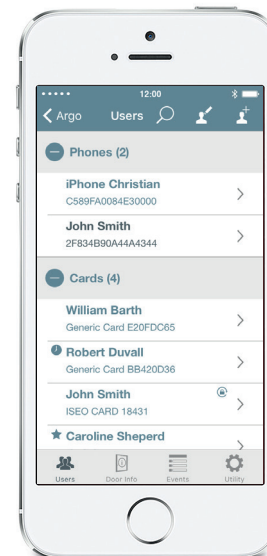 12:00
Argo Users
Phones (2)
iPhone Christian
C589FA0084E30000
John Smith
2F834B90A44A4344
Cards (4)
William Barth
Generic Card E20FDC65
Robert Duvall
Generic Card BB420D36
John Smith
ISEO CARD 18431
Caroline Sheperd
Users Door Info Events Utility